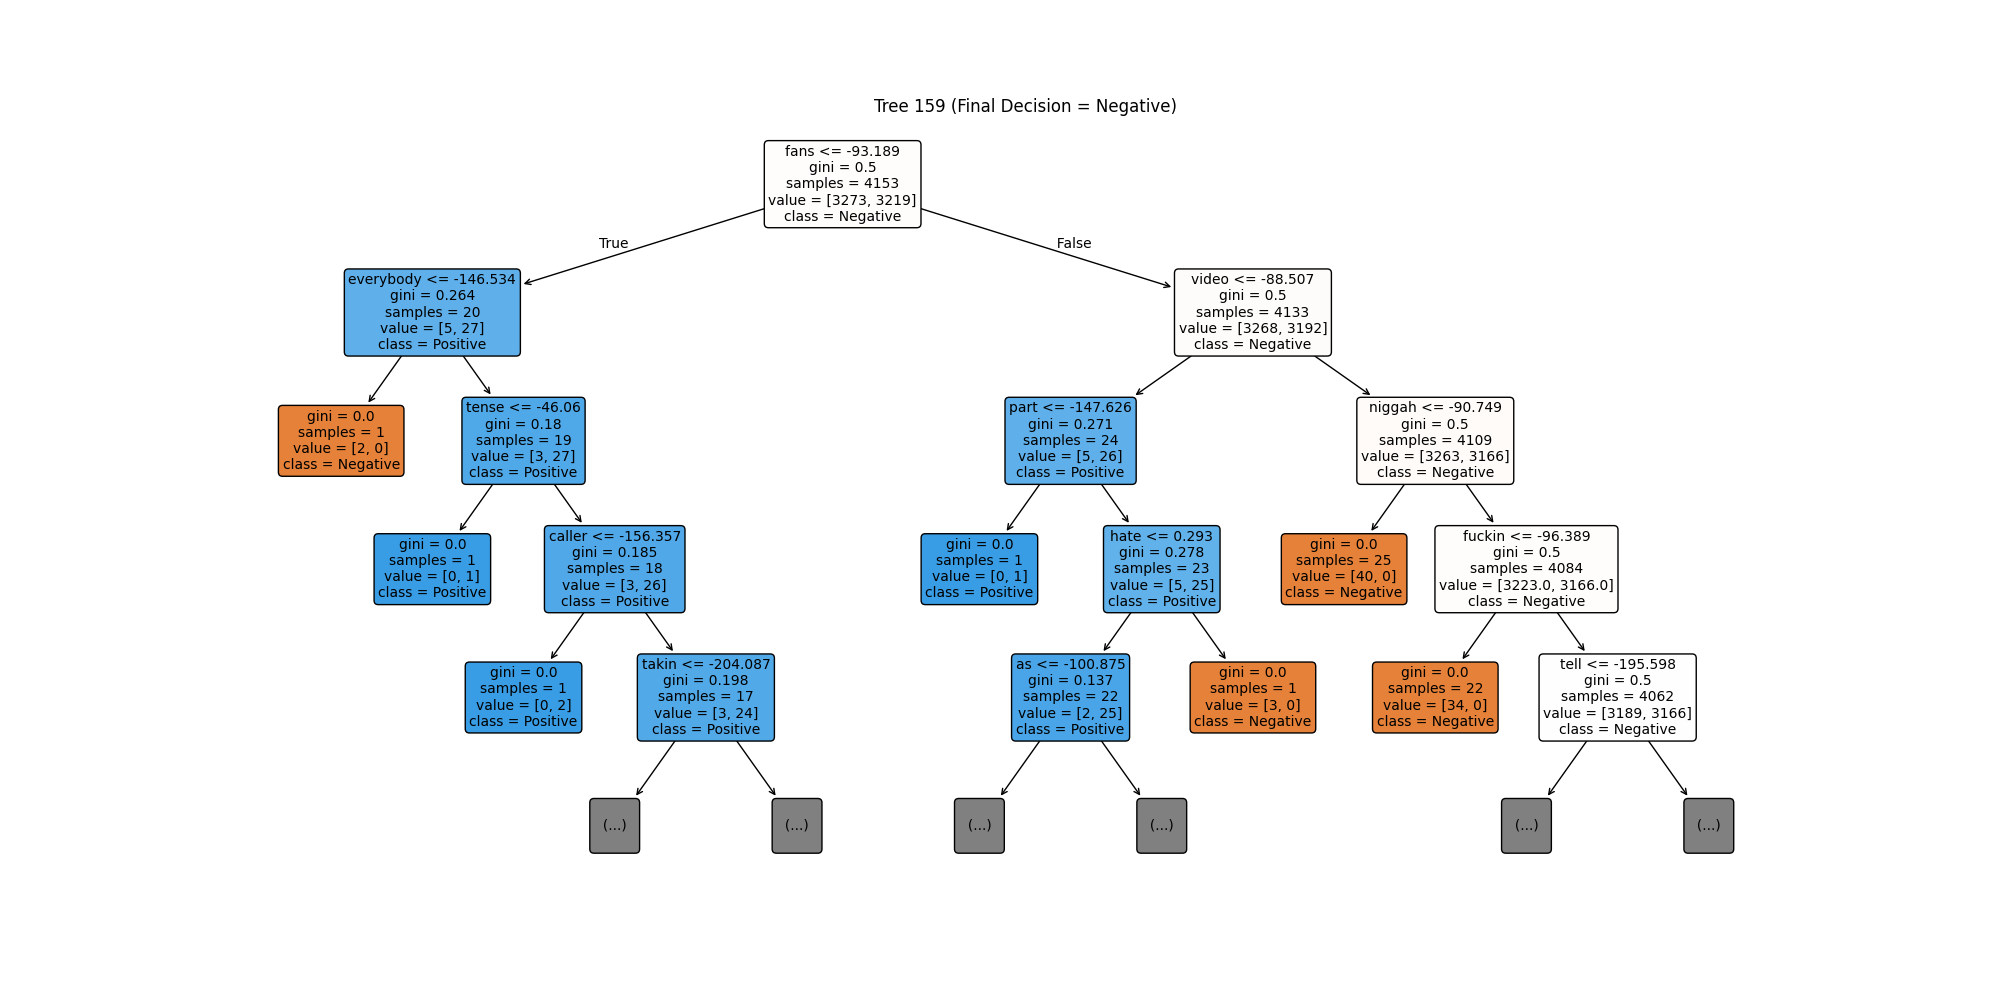 Tree 159 (Final Decision = Negative)
fans <= -93.189
gini = 0.5
samples = 4153
value = [3273, 3219]
class = Negative
True
False
everybody <= -146.534
gini = 0.264
samples = 20
value = [5, 27]
class = Positive
video <= -88.507
gini = 0.5
samples = 4133
value = [3268, 3192]
class = Negative
gini = 0.0
samples = 1
value = [2, 0]
class = Negative
tense <= -46.06
gini = 0.18
samples = 19
value = [3, 27]
class = Positive
part <= -147.626
gini = 0.271
samples = 24
value = [5, 26]
class = Positive
niggah <= -90.749
gini = 0.5
samples = 4109
value = [3263, 3166]
class = Negative
gini = 0.0
samples = 1
value = [0, 1]
class = Positive
caller <= -156.357
gini = 0.185
samples = 18
value = [3, 26]
class = Positive
gini = 0.0
samples = 1
value = [0, 1]
class = Positive
hate <= 0.293
gini = 0.278
samples = 23
value = [5, 25]
class = Positive
gini = 0.0
samples = 25
value = [40, 0]
class = Negative
fuckin <= -96.389
gini = 0.5
samples = 4084
value = [3223.0, 3166.0]
class = Negative
gini = 0.0
samples = 1
value = [0, 2]
class = Positive
takin <= -204.087
gini = 0.198
samples = 17
value = [3, 24]
class = Positive
as <= -100.875
gini = 0.137
samples = 22
value = [2, 25]
class = Positive
gini = 0.0
samples = 1
value = [3, 0]
class = Negative
gini = 0.0
samples = 22
value = [34, 0]
class = Negative
tell <= -195.598
gini = 0.5
samples = 4062
value = [3189, 3166]
class = Negative
(...)
(...)
(...)
(...)
(...)
(...)